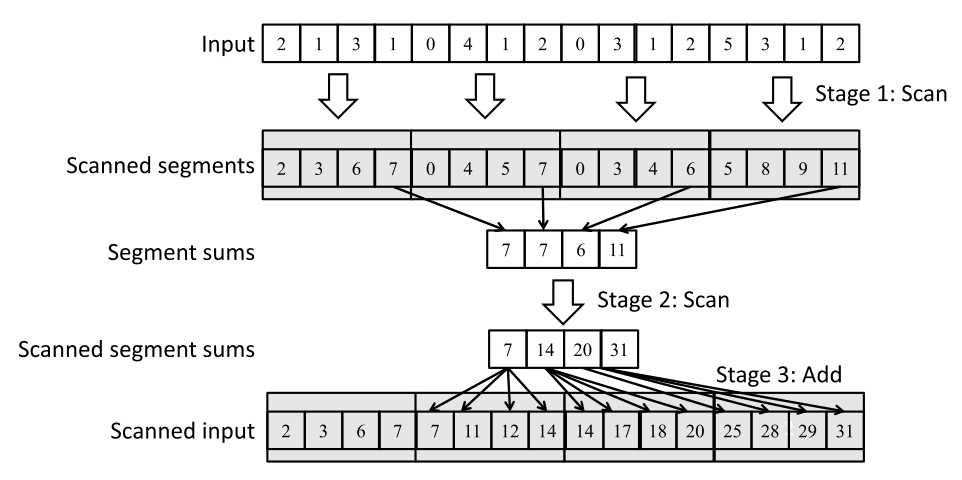 Input 2 1 3 1 0 4 1 2 0 3 1 2 5 3 1 2
Stage 1: Scan
Scanned segments 2 3 6 7 0 4 5 7 0 3 4 6 5 8 9 11
Segment sums 7 7 6 11
Stage 2: Scan
Scanned segment sums 7 14 20 31
Stage 3: Add
Scanned input 2 3 6 7 7 11 12 14 14 17 18 20 25 28 29 31